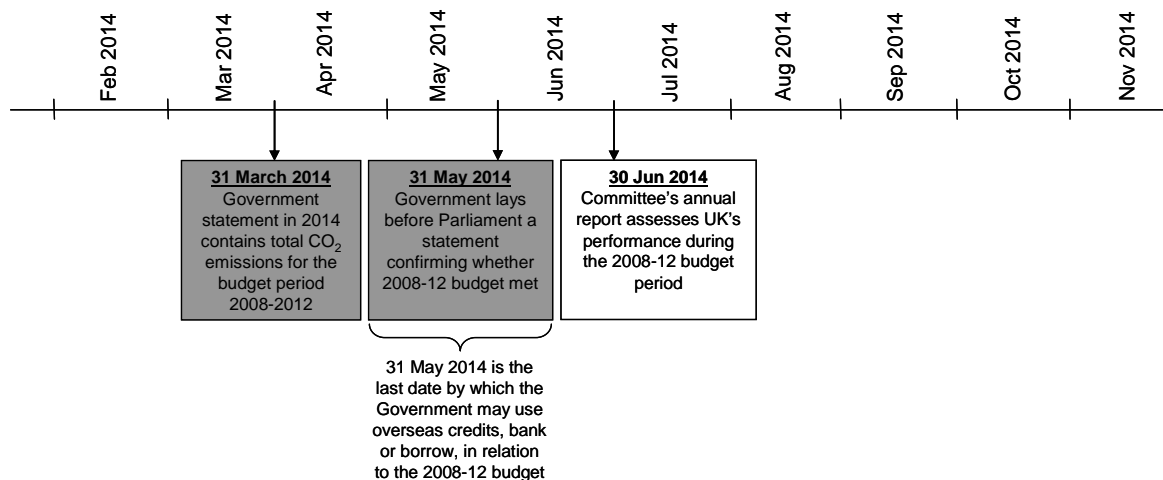 Feb 2014
Mar 2014
Apr 2014
May 2014
Jun 2014
Jul 2014
Aug 2014
Sep 2014
Oct 2014
Nov 2014
31 March 2014
Government
statement in 2014
contains total CO2
emissions for the
budget period
2008-2012
31 May 2014
Government lays
before Parliament a
statement
confirming whether
2008-12 budget met
30 Jun 2014
Committee’s annual
report assesses UK’s
performance during
the 2008-12 budget
period
31 May 2014 is the
last date by which the
Government may use
overseas credits, bank
or borrow, in relation
to the 2008-12 budget